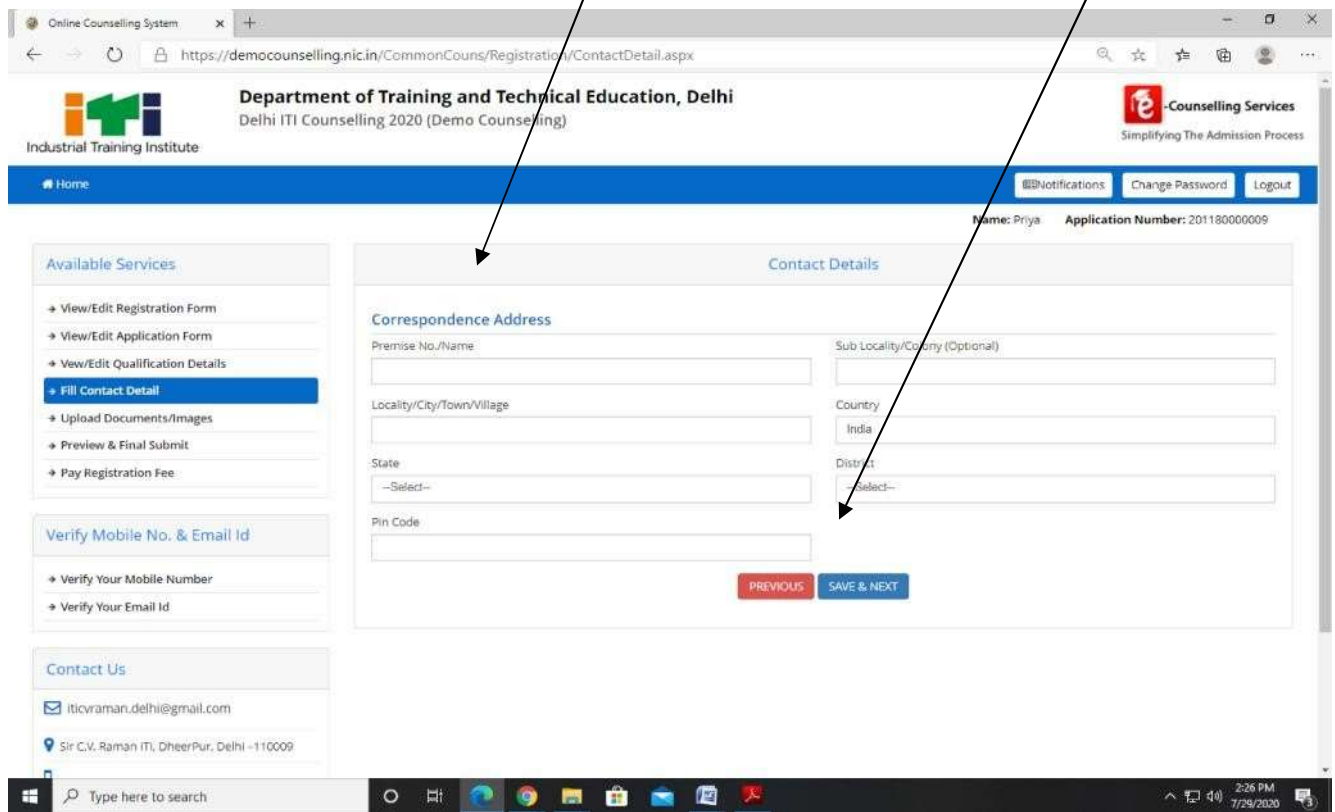 Online Counselling System
https://democounselling.nic.in/CommonCouns/Registration/ContactDetail.aspx
Industrial Training Institute
Department of Training and Technical Education, Delhi
Delhi ITI Counselling 2020 (Demo Counselling)
e -Counselling Services
Simplifying The Admission Process
Home
Notifications Change Password Logout
Name: Priya Application Number: 201180000009
Available Services
View/Edit Registration Form
View/Edit Application Form
Vew/Edit Qualification Details
Fill Contact Detail
Upload Documents/Images
Preview & Final Submit
Pay Registration Fee
Verify Mobile No. & Email Id
Verify Your Mobile Number
Verify Your Email Id
Contact Us
iticvraman.delhi@gmail.com
Sir C.V. Raman ITI, DheerPur, Delhi -110009
Contact Details
Correspondence Address
Premise No./Name
Sub Locality/Colony (Optional)
Locality/City/Town/Village
Country
India
State
--Select--
District
--Select--
Pin Code
PREVIOUS SAVE & NEXT
Type here to search
2:26 PM
7/29/2020
3